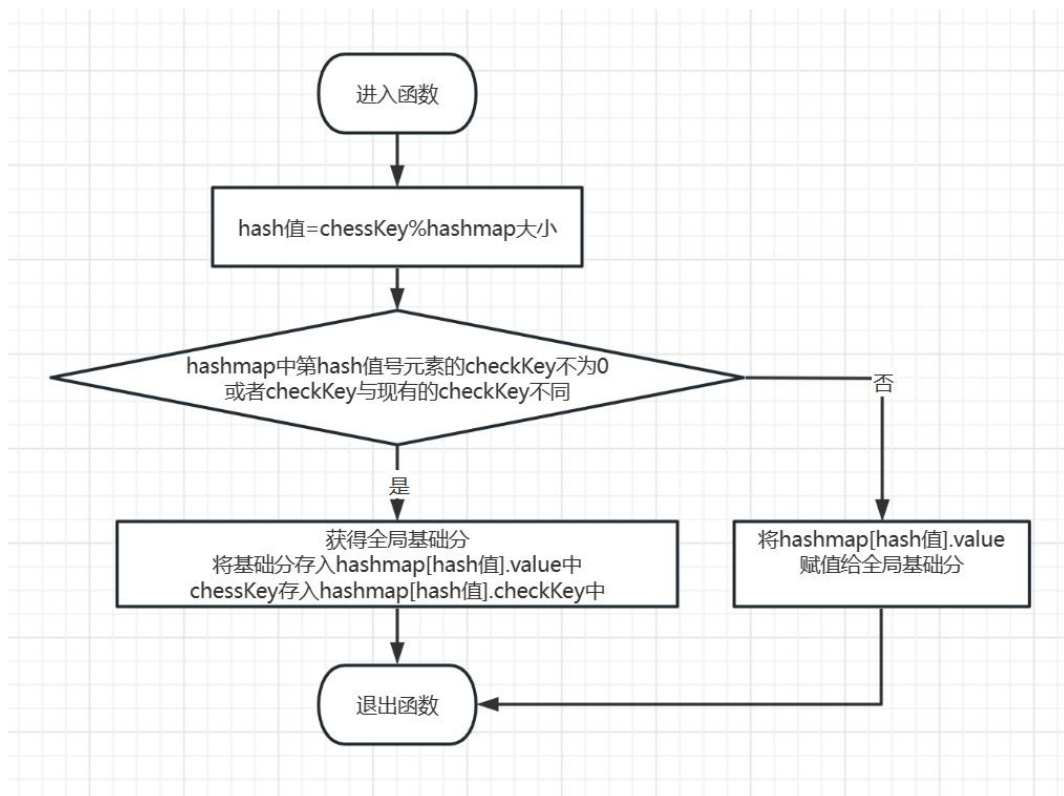 进入函数
hash值=chessKey%hashmap大小
hashmap中第hash值号元素的checkKey不为0
或者checkKey与现有的checkKey不同
否
是
获得全局基础分
将基础分存入hashmap[hash值].value中
chessKey存入hashmap[hash值].checkKey中
将hashmap[hash值].value
赋值给全局基础分
退出函数